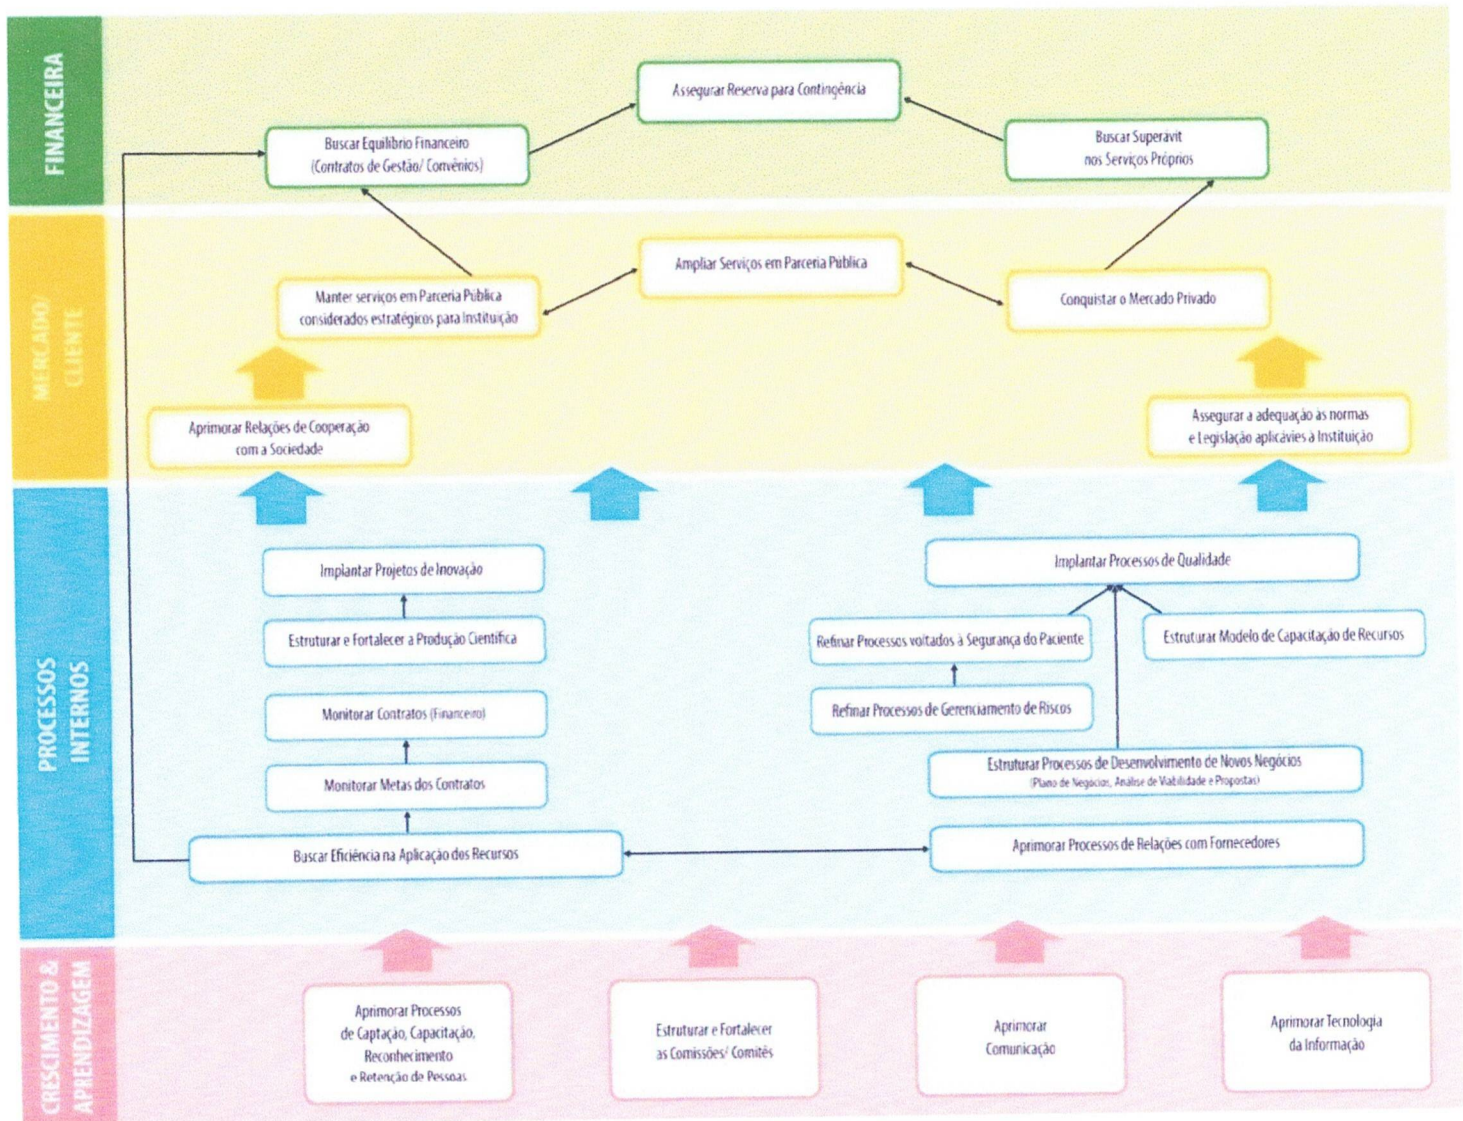 FINANCEIRA
Assegurar Reserva para Contingência
Buscar Equilíbrio Financeiro
(Contratos de Gestão/ Convênios)
Buscar Superávit
nos Serviços Próprios
MERCADO/
CLIENTE
Ampliar Serviços em Parceria Pública
Manter serviços em Parceria Pública
considerados estratégicos para Instituição
Conquistar o Mercado Privado
Aprimorar Relações de Cooperação
com a Sociedade
Assegurar a adequação às normas
e Legislação aplicávies à Instituição
PROCESSOS
INTERNOS
Implantar Projetos de Inovação
Implantar Processos de Qualidade
Estruturar e Fortalecer a Produção Científica
Refinar Processos voltados à Segurança do Paciente
Estruturar Modelo de Capacitação de Recursos
Monitorar Contratos (Financeiro)
Refinar Processos de Gerenciamento de Riscos
Monitorar Metas dos Contratos
Estruturar Processos de Desenvolvimento de Novos Negócios
(Plano de Negócios, Análise de Viabilidade e Propostas)
Buscar Eficiência na Aplicação dos Recursos
Aprimorar Processos de Relações com Fornecedores
CRESCIMENTO &
APRENDIZAGEM
Aprimorar Processos
de Captação, Capacitação,
Reconhecimento
e Retenção de Pessoas
Estruturar e Fortalecer
as Comissões/ Comitês
Aprimorar
Comunicação
Aprimorar Tecnologia
da Informação